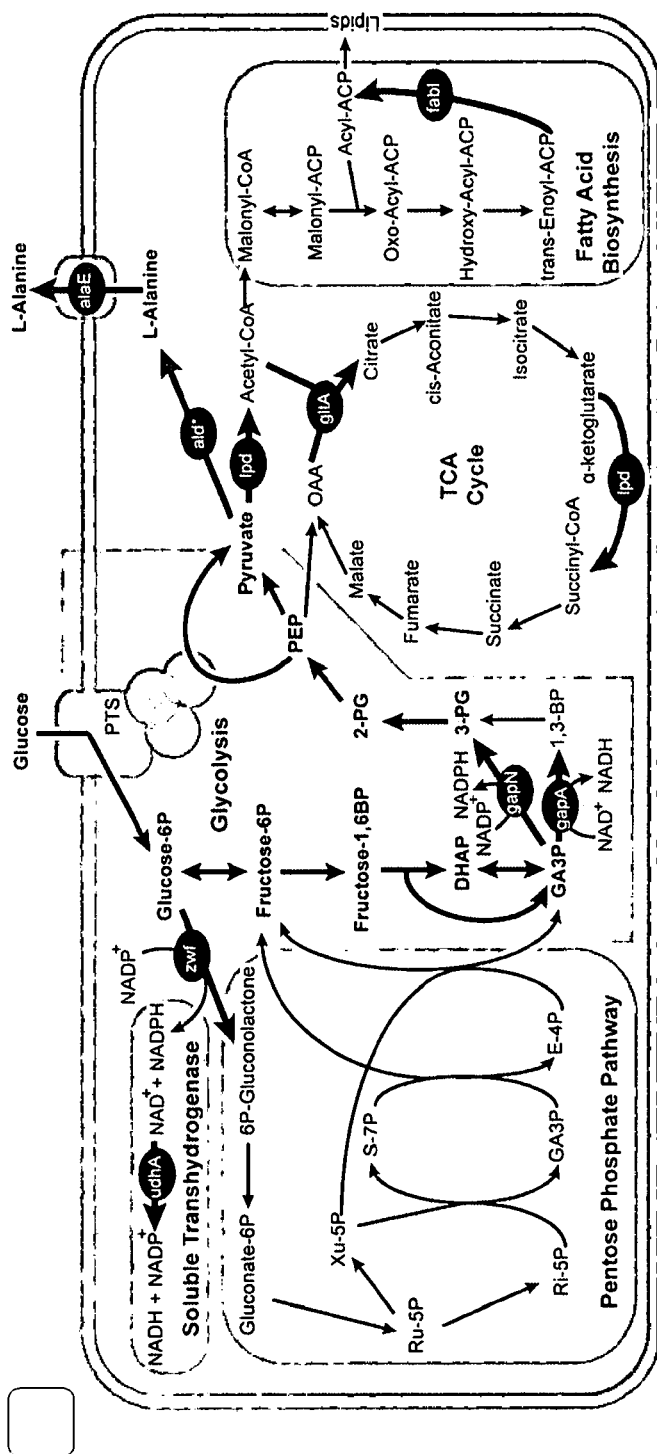 Glucose
PTS
Glucose-6P
Glycolysis
NADP+
zwf
NADH + NADP+
udhA
NAD+ + NADPH
Soluble Transhydrogenase
Gluconate-6P
6P-Gluconolactone
Ru-5P
Xu-5P
Ri-5P
S-7P
GA3P
E-4P
Pentose Phosphate Pathway
Fructose-6P
Fructose-1,6BP
DHAP
GA3P
NADP+
NADPH
gapN
gapA
NAD+
NADH
1,3-BP
3-PG
2-PG
PEP
Pyruvate
ald*
L-Alanine
alaE
L-Alanine
lpd
Acetyl-CoA
OAA
gltA
Citrate
cis-Aconitate
Isocitrate
α-ketoglutarate
lpd
Succinyl-CoA
Succinate
Fumarate
Malate
TCA
Cycle
Malonyl-CoA
Malonyl-ACP
Acyl-ACP
Lipids
Oxo-Acyl-ACP
Hydroxy-Acyl-ACP
trans-Enoyl-ACP
fabI
Fatty Acid
Biosynthesis